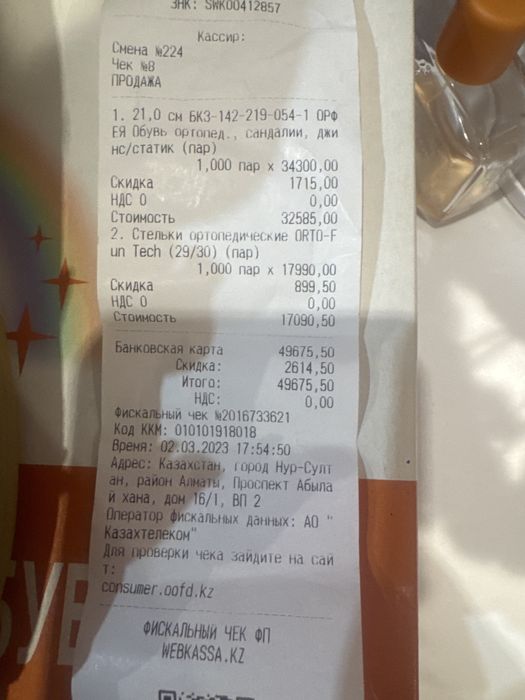 ЗНК: SWK00412857
Кассир:
Смена №224
Чек №8
ПРОДАЖА
1. 21,0 см БКЗ-142-219-054-1 ОРФ
ЕЯ Обувь ортопед., сандалии, джи
нс/статик (пар)
1,000 пар x 34300,00
Скидка 1715,00
НДС 0 0,00
Стоимость 32585,00
2. Стельки ортопедические ORTO-F
un Tech (29/30) (пар)
1,000 пар x 17990,00
Скидка 899,50
НДС 0 0,00
Стоимость 17090,50
Банковская карта 49675,50
Скидка: 2614,50
Итого: 49675,50
НДС: 0,00
Фискальный чек №2016733621
Код ККМ: 010101918018
Время: 02.03.2023 17:54:50
Адрес: Казахстан, город Нур-Султ
ан, район Алматы, Проспект Абыла
й хана, дом 16/1, ВП 2
Оператор фискальных данных: АО "
Казахтелеком"
Для проверки чека зайдите на сай
т:
consumer.oofd.kz
ФИСКАЛЬНЫЙ ЧЕК ФП
WEBKASSA.KZ